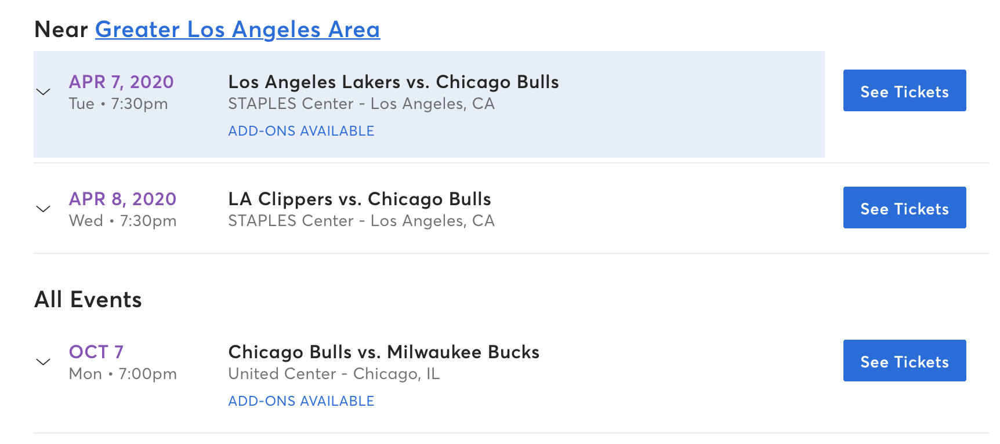 Near Greater Los Angeles Area
APR 7, 2020
Tue • 7:30pm
Los Angeles Lakers vs. Chicago Bulls
STAPLES Center - Los Angeles, CA
ADD-ONS AVAILABLE
See Tickets
APR 8, 2020
Wed • 7:30pm
LA Clippers vs. Chicago Bulls
STAPLES Center - Los Angeles, CA
See Tickets
All Events
OCT 7
Mon • 7:00pm
Chicago Bulls vs. Milwaukee Bucks
United Center - Chicago, IL
ADD-ONS AVAILABLE
See Tickets